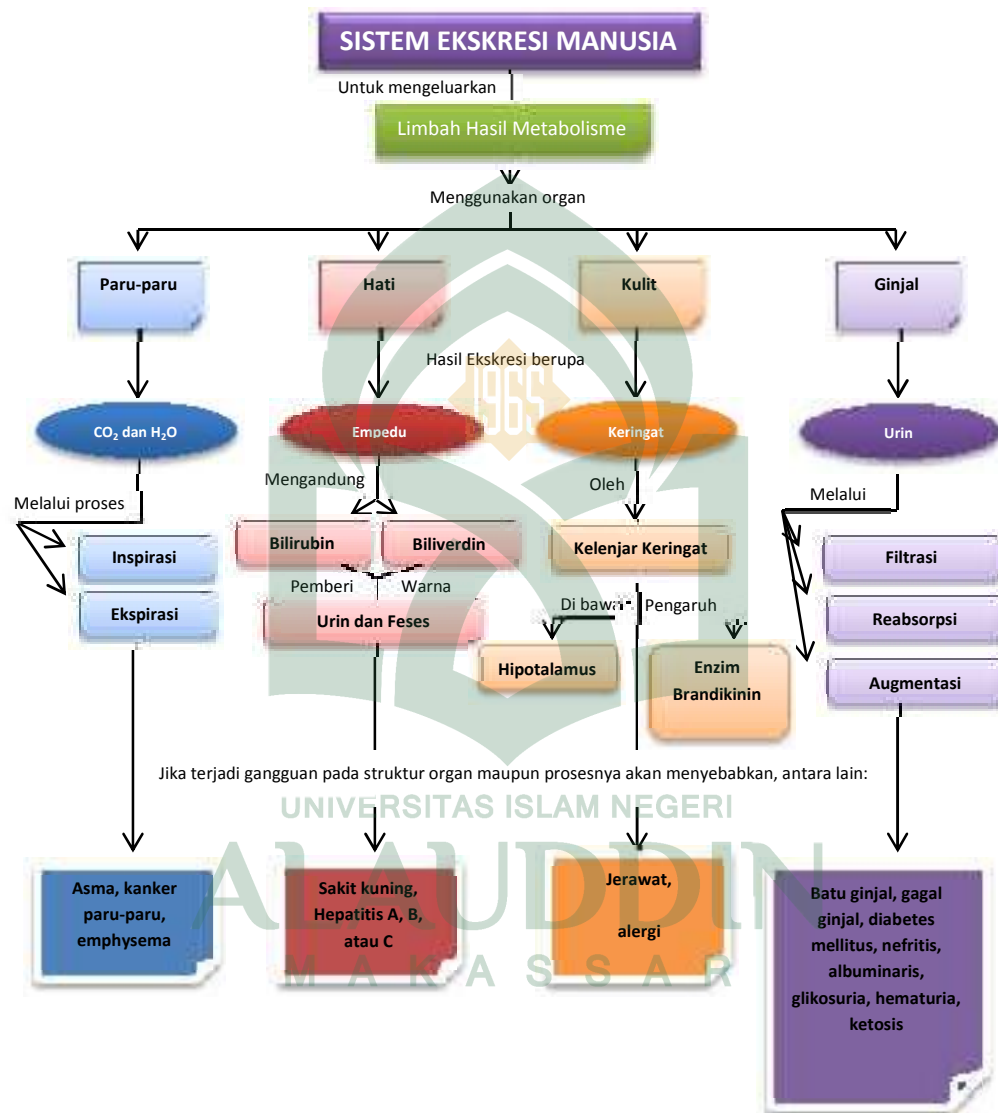 SISTEM EKSKRESI MANUSIA
Untuk mengeluarkan
Limbah Hasil Metabolisme
Menggunakan organ
Paru-paru
Hati
Kulit
Ginjal
Hasil Ekskresi berupa
1965
CO₂ dan H₂O
Empedu
Keringat
Urin
Melalui proses
Mengandung
Oleh
Melalui
Inspirasi
Ekspirasi
Bilirubin
Biliverdin
Pemberi Warna
Urin dan Feses
Kelenjar Keringat
Di bawah Pengaruh
Hipotalamus
Enzim
Brandikinin
Filtrasi
Reabsorpsi
Augmentasi
Jika terjadi gangguan pada struktur organ maupun prosesnya akan menyebabkan, antara lain:
UNIVERSITAS ISLAM NEGERI
ALAUDDIN
MAKASSAR
Asma, kanker
paru-paru,
emphysema
Sakit kuning,
Hepatitis A, B,
atau C
Jerawat,
alergi
Batu ginjal, gagal
ginjal, diabetes
mellitus, nefritis,
albuminaris,
glikosuria, hematuria,
ketosis